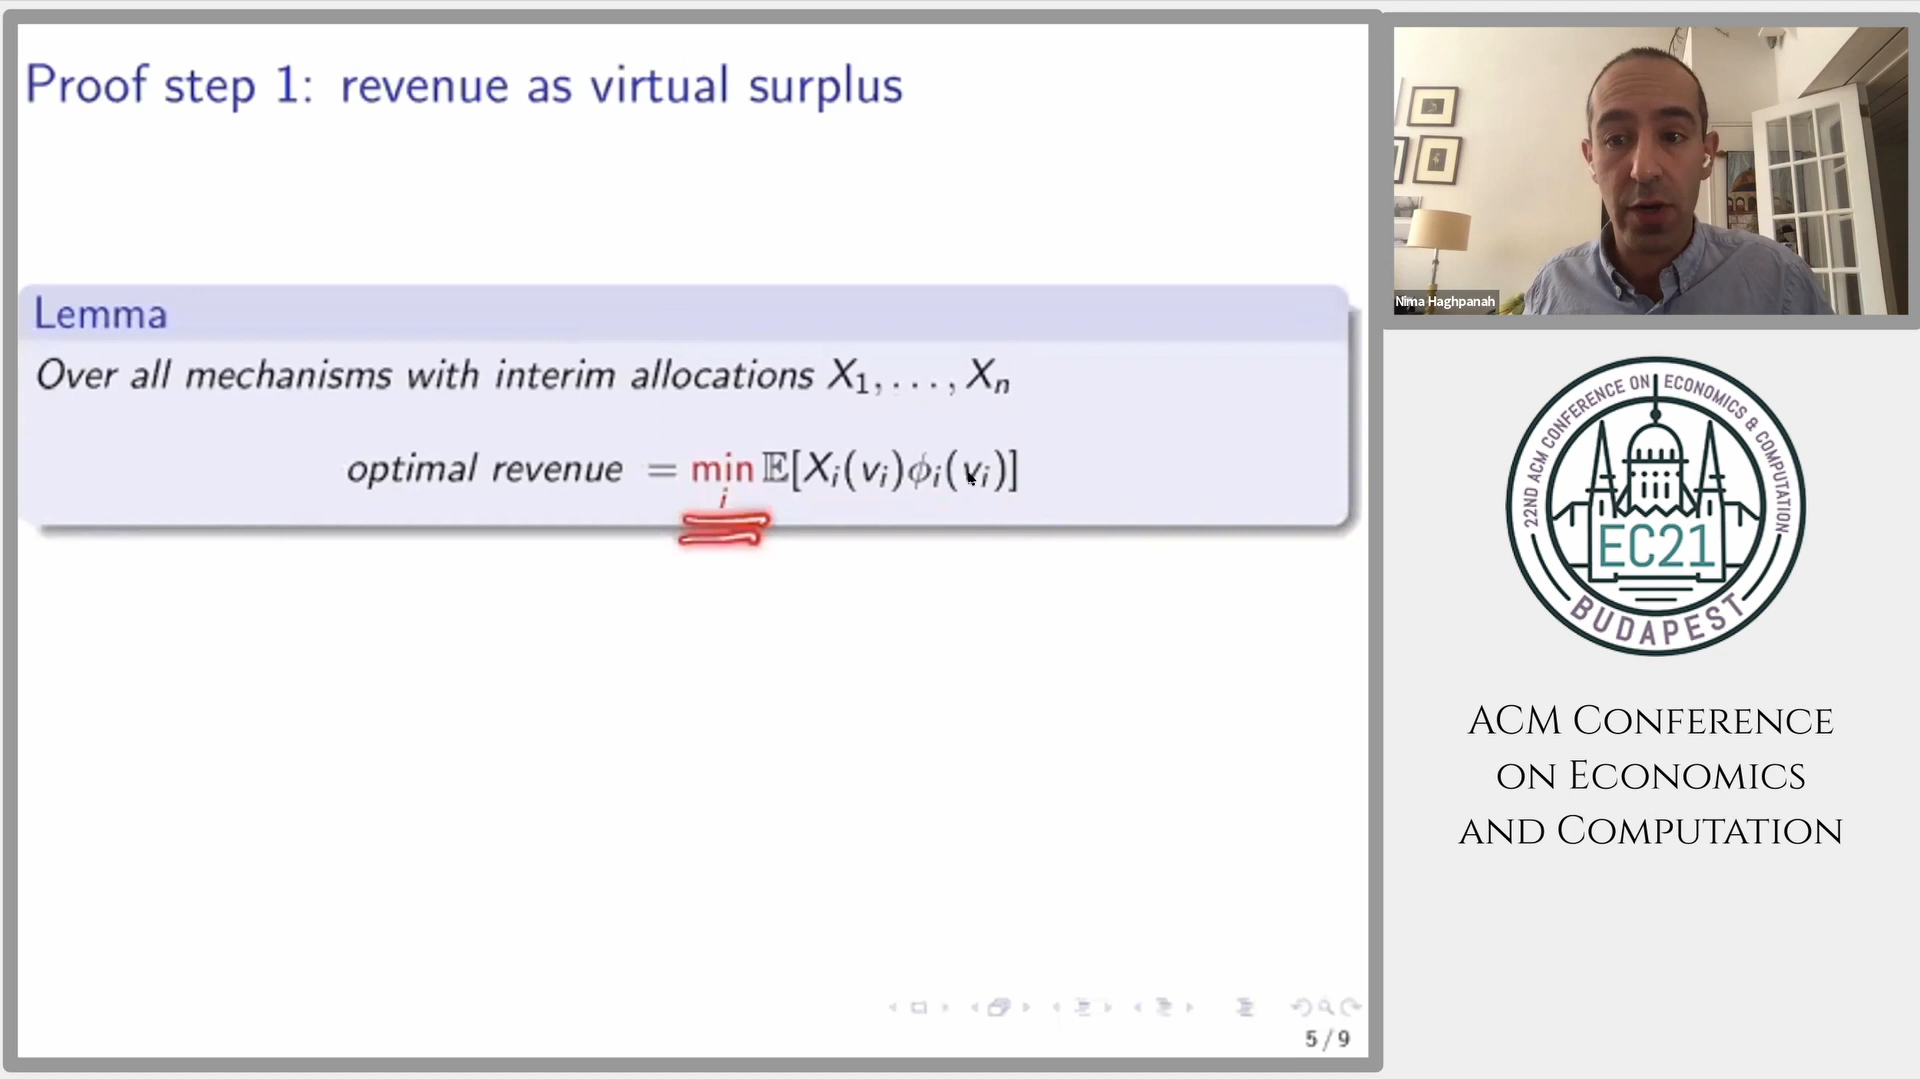 Proof step 1: revenue as virtual surplus
Lemma
Over all mechanisms with interim allocations X₁, . . . , Xₙ
optimal revenue = min 𝔼[Xᵢ(vᵢ)ϕᵢ(vᵢ)]
i
5 / 9
Nima Haghpanah
22ND ACM CONFERENCE ON ECONOMICS & COMPUTATION
EC21
BUDAPEST
ACM CONFERENCE
ON ECONOMICS
AND COMPUTATION